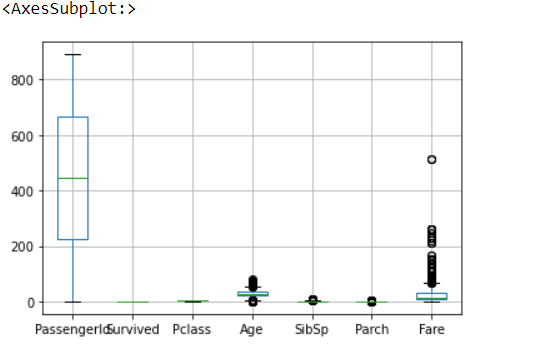 <AxesSubplot:>
800
600
400
200
0
PassengerId Survived Pclass Age SibSp Parch Fare